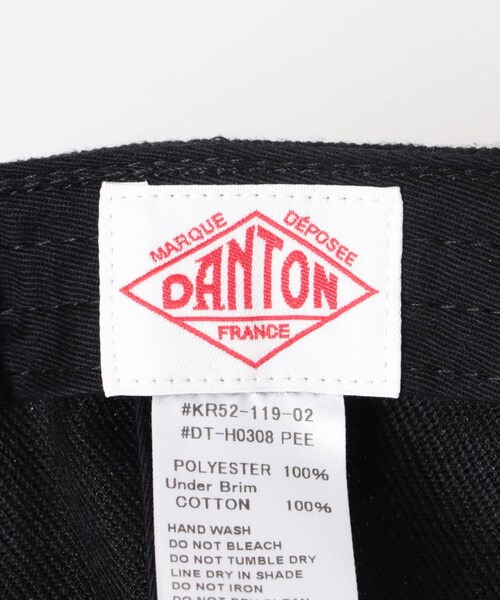 MARQUE DÉPOSEE
DANTON
FRANCE
#KR52-119-02
#DT-H0308 PEE
POLYESTER 100%
Under Brim
COTTON 100%
HAND WASH
DO NOT BLEACH
DO NOT TUMBLE DRY
LINE DRY IN SHADE
DO NOT IRON